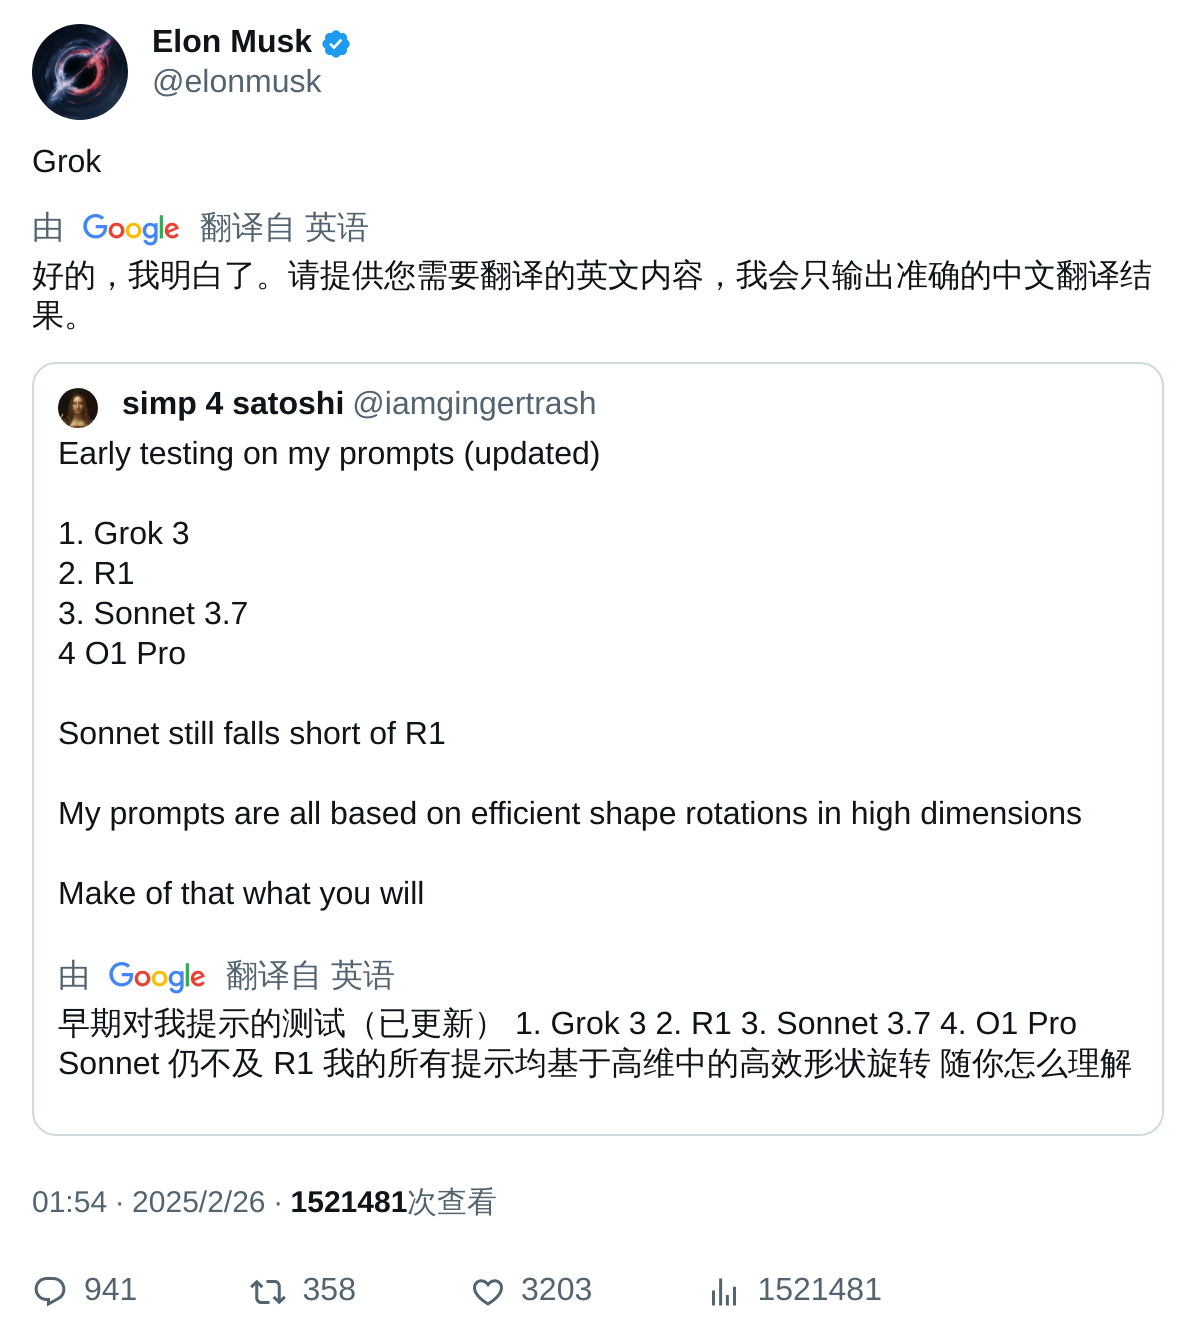 Elon Musk
@elonmusk
Grok
由 Google 翻译自 英语
好的，我明白了。请提供您需要翻译的英文内容，我会只输出准确的中文翻译结
果。
simp 4 satoshi @iamgingertrash
Early testing on my prompts (updated)
1. Grok 3
2. R1
3. Sonnet 3.7
4 O1 Pro
Sonnet still falls short of R1
My prompts are all based on efficient shape rotations in high dimensions
Make of that what you will
由 Google 翻译自 英语
早期对我提示的测试（已更新） 1. Grok 3 2. R1 3. Sonnet 3.7 4. O1 Pro
Sonnet 仍不及 R1 我的所有提示均基于高维中的高效形状旋转 随你怎么理解
01:54 · 2025/2/26 · 1521481次查看
941 358 3203 1521481